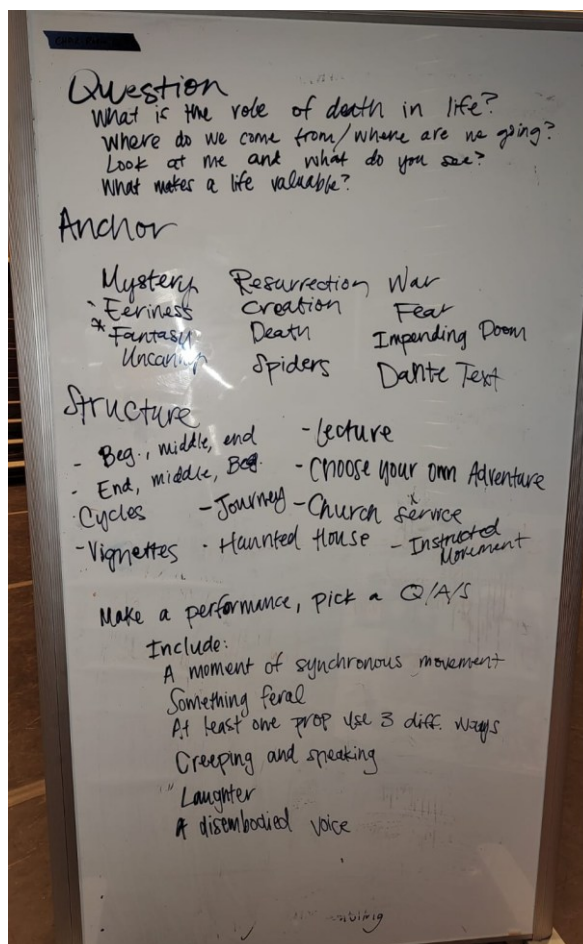 Question
What is the role of death in life?
Where do we come from/where are we going?
Look at me and what do you see?
What makes a life valuable?
Anchor
Mystery Resurrection War
Eeriness Creation Fear
*Fantasy Death Impending Doom
Uncanny Spiders Dante Text
Structure
- Beg., middle, end - Lecture
- End, middle, Beg. - Choose your own Adventure
Cycles - Journey - Church service
- Vignettes - Haunted House - Instructed Movement
Make a performance, pick a Q/A/S
Include:
A moment of synchronous movement
Something feral
At least one prop use 3 diff. ways
Creeping and speaking
Laughter
A disembodied voice